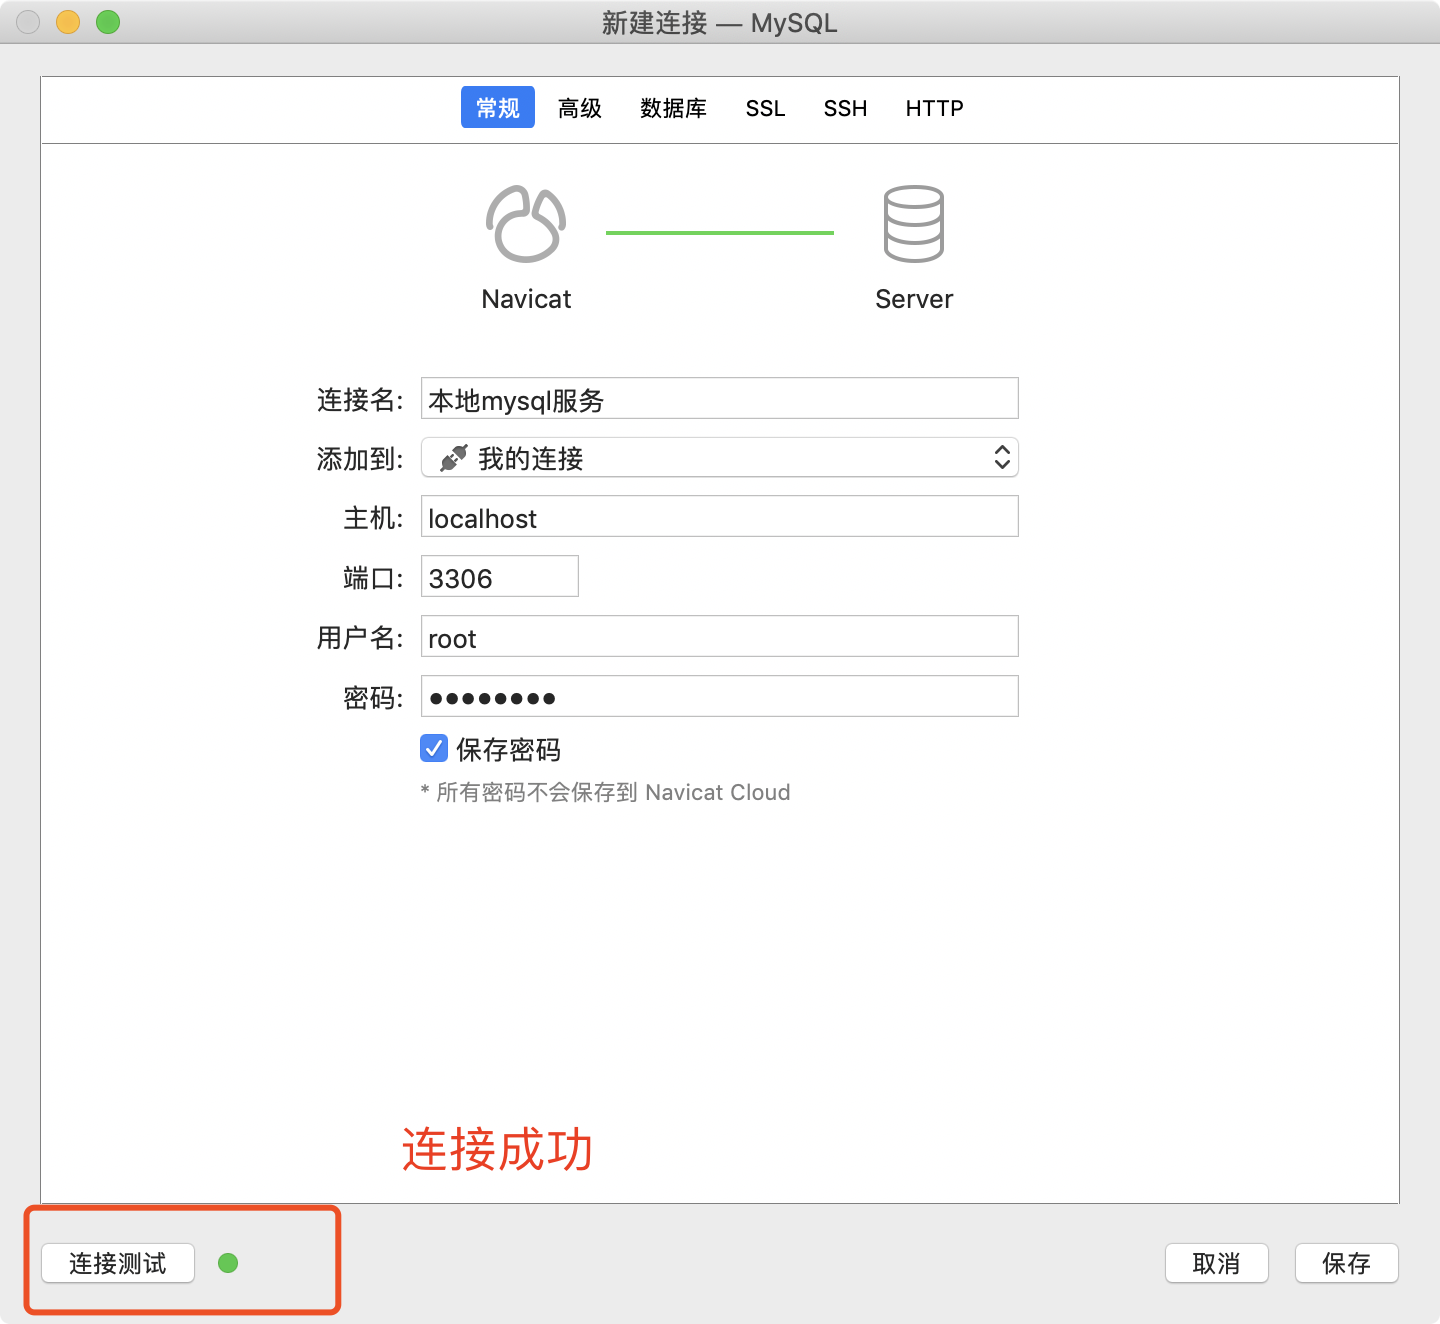 新建连接 — MySQL
常规 高级 数据库 SSL SSH HTTP
Navicat Server
连接名: 本地mysql服务
添加到: 我的连接
主机: localhost
端口: 3306
用户名: root
密码: ●●●●●●●●
保存密码
* 所有密码不会保存到 Navicat Cloud
连接成功
连接测试 取消 保存